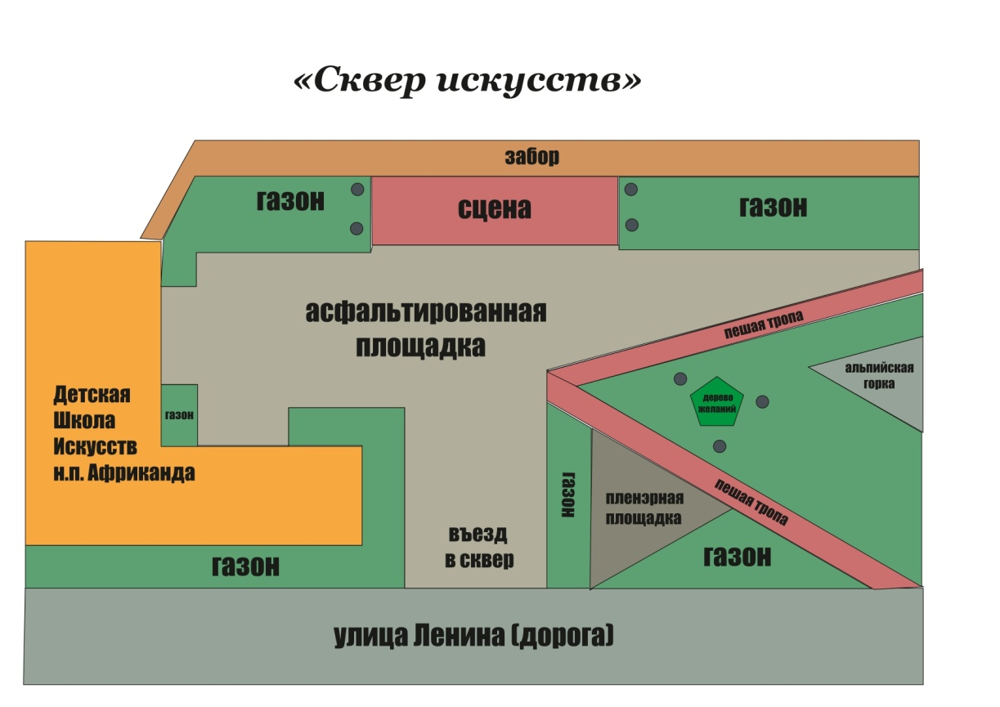 «Сквер искусств»
забор
газон
сцена
газон
асфальтированная
площадка
пешая тропа
альпийская
горка
дерево
желаний
Детская
Школа
Искусств
н.п. Африканда
газон
газон
пленэрная
площадка
пешая тропа
въезд
в сквер
газон
газон
улица Ленина (дорога)